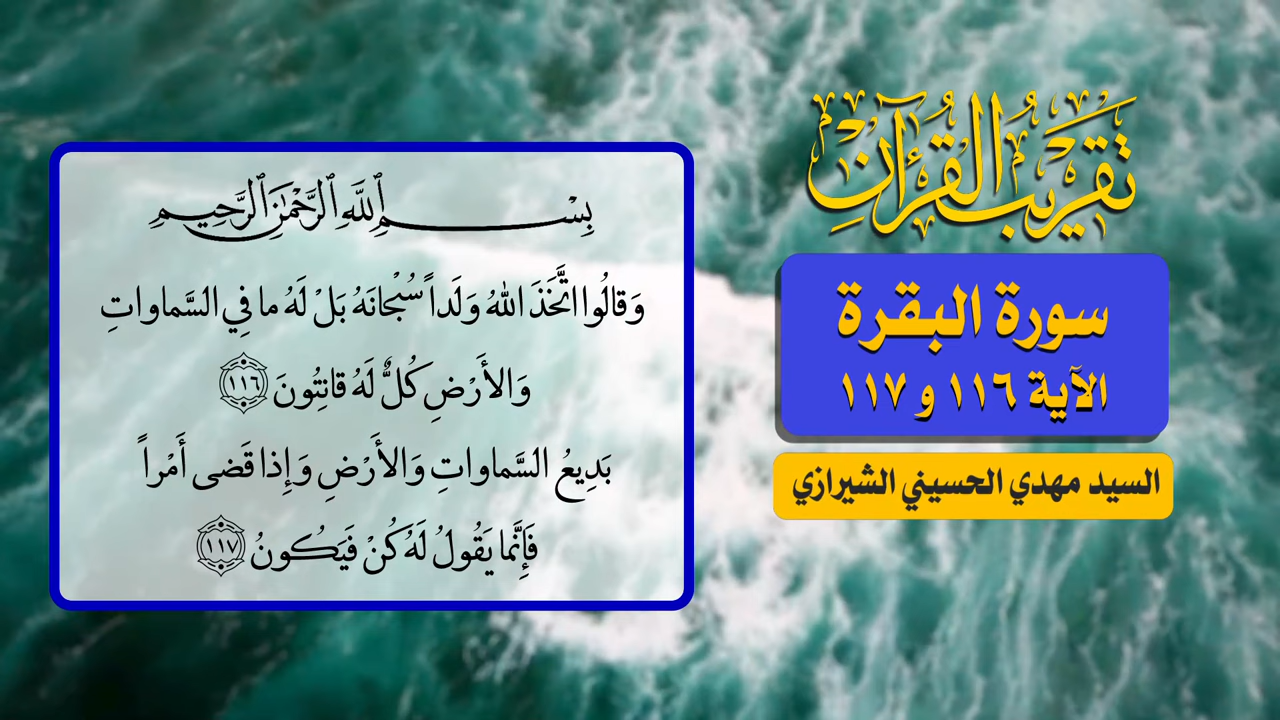 تقريب القرآن
سورة البقرة
الآية ١١٦ و ١١٧
السيد مهدي الحسيني الشيرازي
بِسْمِ اللَّهِ الرَّحْمَٰنِ الرَّحِيمِ
وَقالُوا اتَّخَذَ اللهُ وَلَداً سُبْحانَهُ بَلْ لَهُ ما فِي السَّماواتِ
وَالأَرْضِ كُلٌّ لَهُ قانِتُونَ ١١٦
بَدِيعُ السَّماواتِ وَالأَرْضِ وَإِذا قَضى أَمْراً
فَإِنَّما يَقُولُ لَهُ كُنْ فَيَكُونُ ١١٧